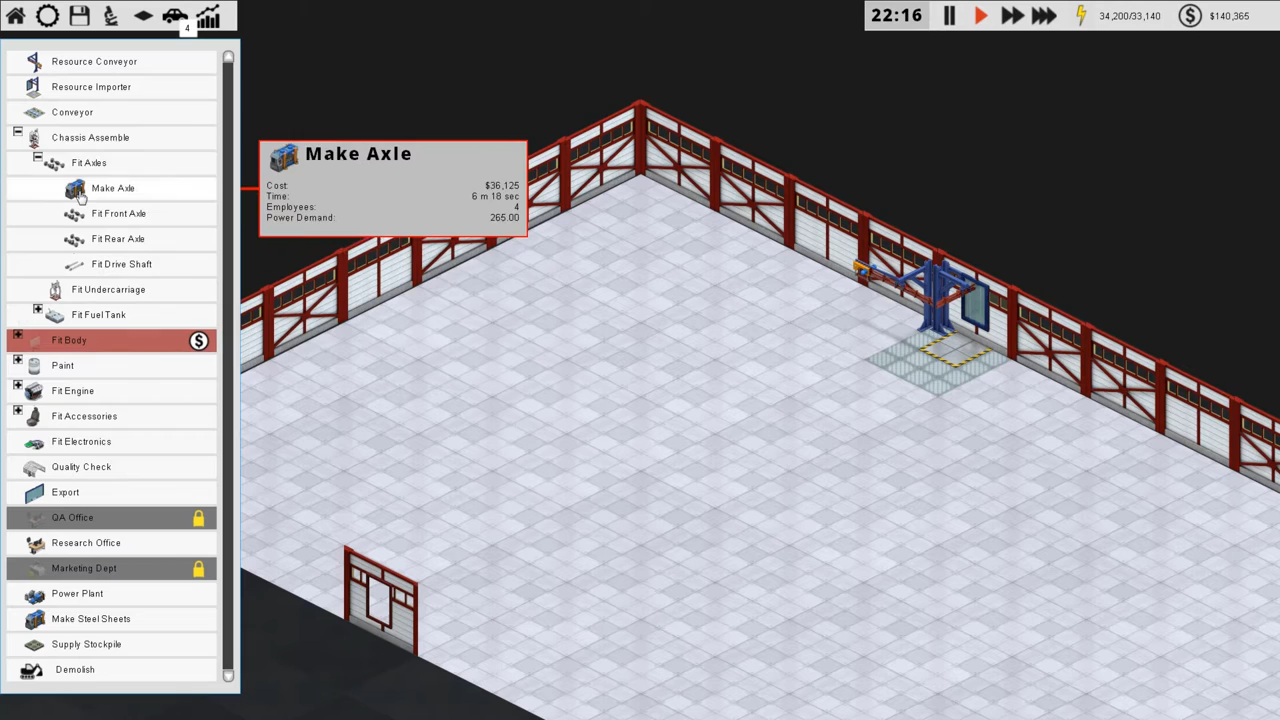 4
22:16
34,200/33,140
$
$140,365
Resource Conveyor
Resource Importer
Conveyor
Chassis Assemble
Fit Axles
Make Axle
Fit Front Axle
Fit Rear Axle
Fit Drive Shaft
Fit Undercarriage
Fit Fuel Tank
Fit Body
$
Paint
Fit Engine
Fit Accessories
Fit Electronics
Quality Check
Export
QA Office
Research Office
Marketing Dept
Power Plant
Make Steel Sheets
Supply Stockpile
Demolish
Make Axle
Cost: $36,125
Time: 6 m 18 sec
Employees: 4
Power Demand: 265.00